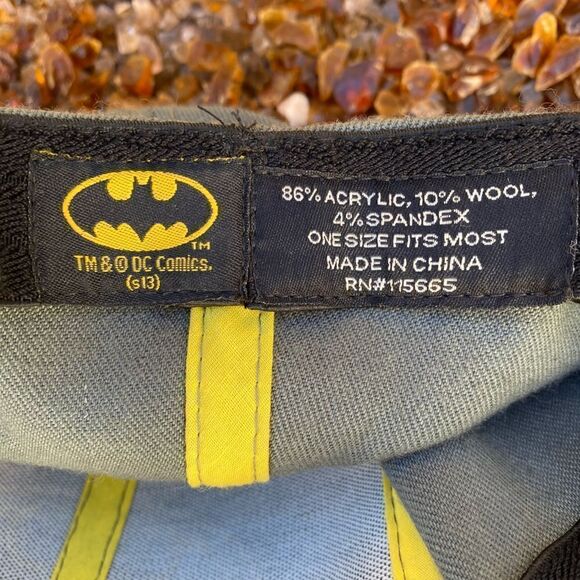 TM
TM & © DC Comics.
(s13)
86% ACRYLIC, 10% WOOL,
4% SPANDEX
ONE SIZE FITS MOST
MADE IN CHINA
RN#115665